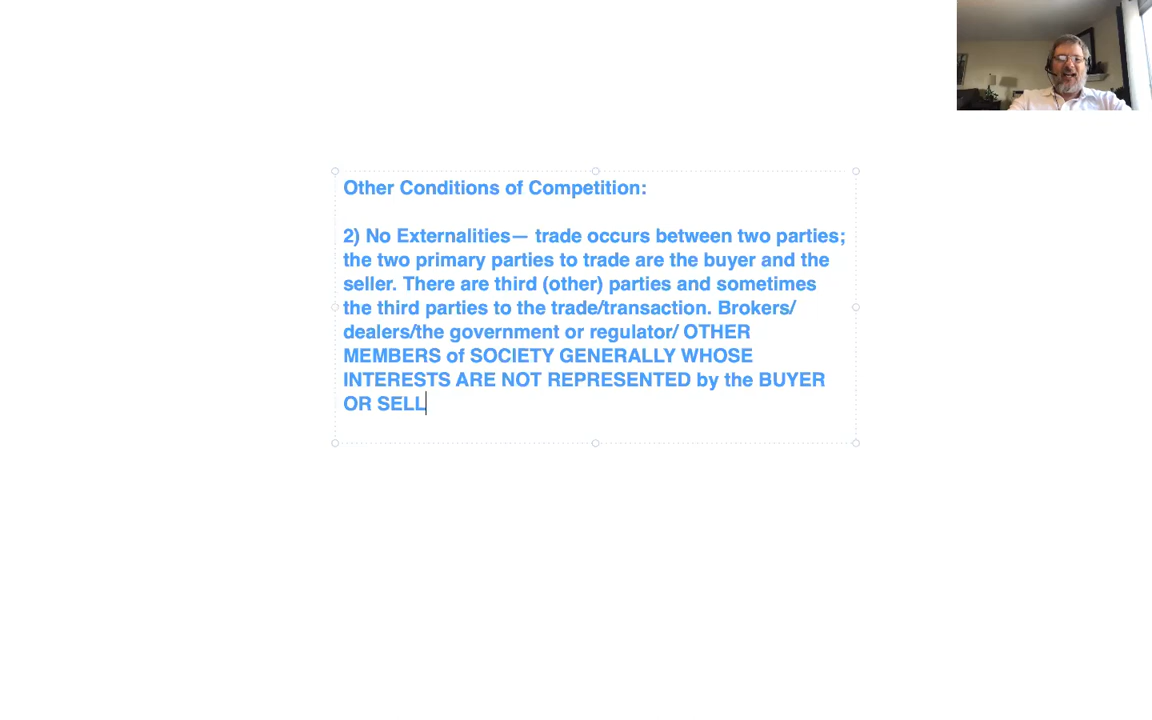 Other Conditions of Competition:
2) No Externalities— trade occurs between two parties;
the two primary parties to trade are the buyer and the
seller. There are third (other) parties and sometimes
the third parties to the trade/transaction. Brokers/
dealers/the government or regulator/ OTHER
MEMBERS of SOCIETY GENERALLY WHOSE
INTERESTS ARE NOT REPRESENTED by the BUYER
OR SELL